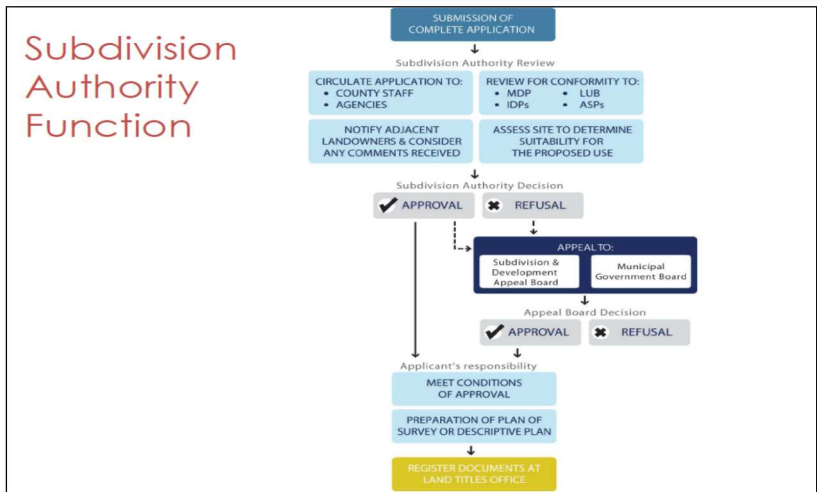 Subdivision
Authority
Function
SUBMISSION OF
COMPLETE APPLICATION
Subdivision Authority Review
CIRCULATE APPLICATION TO:
• COUNTY STAFF
• AGENCIES
REVIEW FOR CONFORMITY TO:
• MDP • LUB
• IDPs • ASPs
NOTIFY ADJACENT
LANDOWNERS & CONSIDER
ANY COMMENTS RECEIVED
ASSESS SITE TO DETERMINE
SUITABILITY FOR
THE PROPOSED USE
Subdivision Authority Decision
APPROVAL
REFUSAL
APPEAL TO:
Subdivision &
Development
Appeal Board
Municipal
Government Board
Appeal Board Decision
APPROVAL
REFUSAL
Applicant's responsibility
MEET CONDITIONS
OF APPROVAL
PREPARATION OF PLAN OF
SURVEY OR DESCRIPTIVE PLAN
REGISTER DOCUMENTS AT
LAND TITLES OFFICE